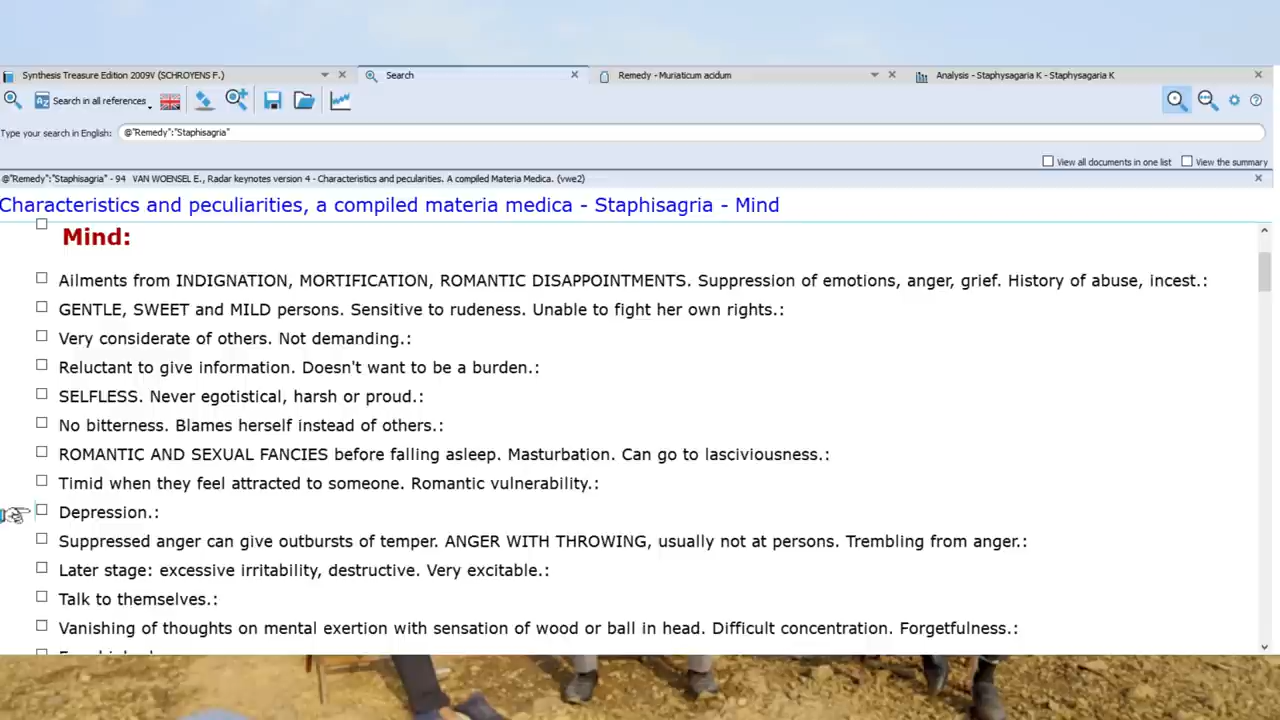 Synthesis Treasure Edition 2009V (SCHROYENS F.)
Search
Remedy - Muriaticum acidum
Analysis - Staphysagaria K - Staphysagaria K
Search in all references
Type your search in English:
@"Remedy":"Staphisagria"
View all documents in one list
View the summary
@"Remedy":"Staphisagria" - 94 VAN WOENSEL E., Radar keynotes version 4 - Characteristics and pecularities. A compiled Materia Medica. (vwe2)
Characteristics and peculiarities, a compiled materia medica - Staphisagria - Mind
Mind:
Ailments from INDIGNATION, MORTIFICATION, ROMANTIC DISAPPOINTMENTS. Suppression of emotions, anger, grief. History of abuse, incest.:
GENTLE, SWEET and MILD persons. Sensitive to rudeness. Unable to fight her own rights.:
Very considerate of others. Not demanding.:
Reluctant to give information. Doesn't want to be a burden.:
SELFLESS. Never egotistical, harsh or proud.:
No bitterness. Blames herself instead of others.:
ROMANTIC AND SEXUAL FANCIES before falling asleep. Masturbation. Can go to lasciviousness.:
Timid when they feel attracted to someone. Romantic vulnerability.:
Depression.:
Suppressed anger can give outbursts of temper. ANGER WITH THROWING, usually not at persons. Trembling from anger.:
Later stage: excessive irritability, destructive. Very excitable.:
Talk to themselves.:
Vanishing of thoughts on mental exertion with sensation of wood or ball in head. Difficult concentration. Forgetfulness.: